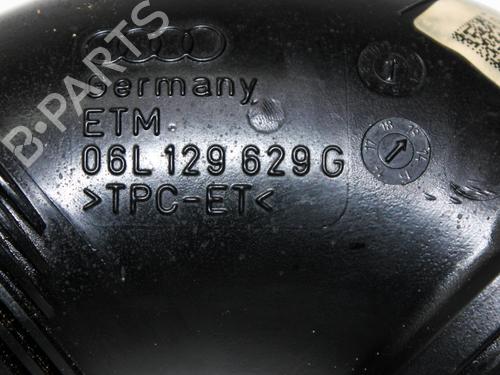 B-PARTS
Germany
ETM
06L 129 629 G
>TPC-ET<